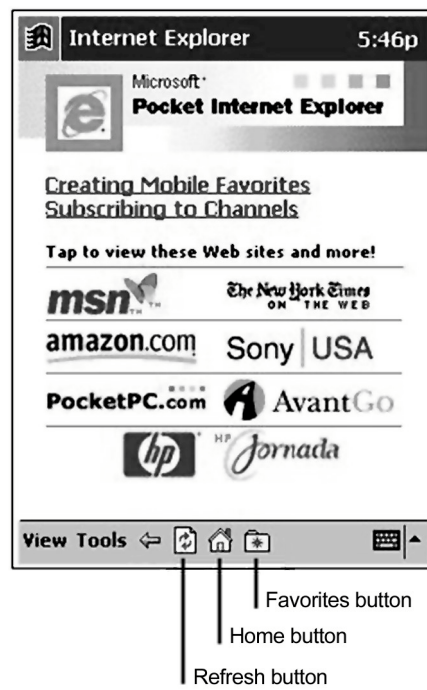 Internet Explorer 5:46p
Microsoft
Pocket Internet Explorer
Creating Mobile Favorites
Subscribing to Channels
Tap to view these Web sites and more!
msn The New York Times
ON THE WEB
amazon.com Sony USA
PocketPC.com AvantGo
hp HP Jornada
View Tools
Favorites button
Home button
Refresh button